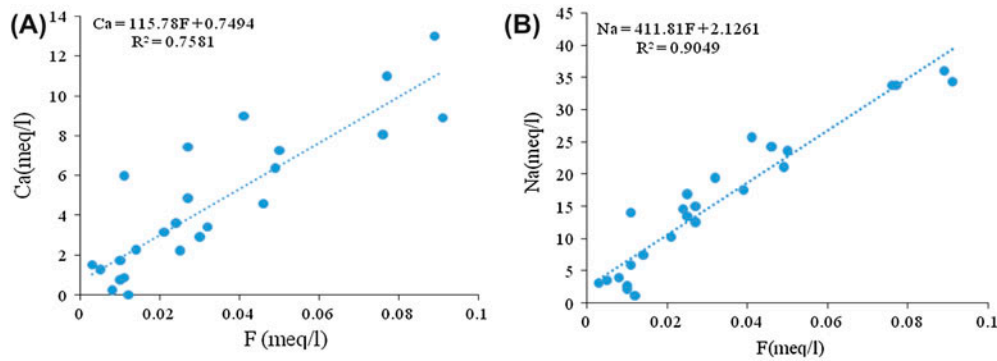 (A)
Ca = 115.78F + 0.7494
R² = 0.7581
14
12
10
8
6
4
2
0
Ca(meq/l)
0 0.02 0.04 0.06 0.08 0.1
F (meq/l)
(B)
Na = 411.81F + 2.1261
R² = 0.9049
45
40
35
30
25
20
15
10
5
0
Na(meq/l)
0 0.02 0.04 0.06 0.08 0.1
F(meq/l)